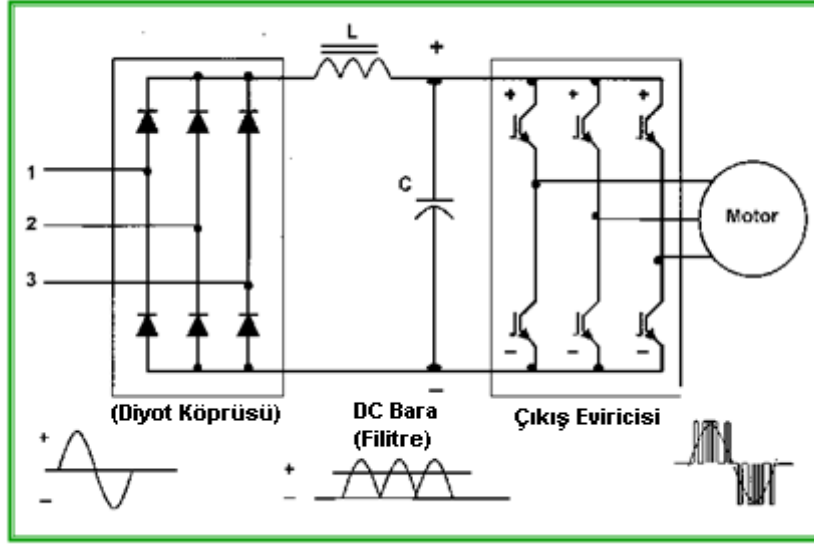 L
+
+ + +
1
C
2
Motor
3
- - -
-
(Diyot Köprüsü)
DC Bara
(Filitre)
Çıkış Eviricisi
+
-
+
-
+
-